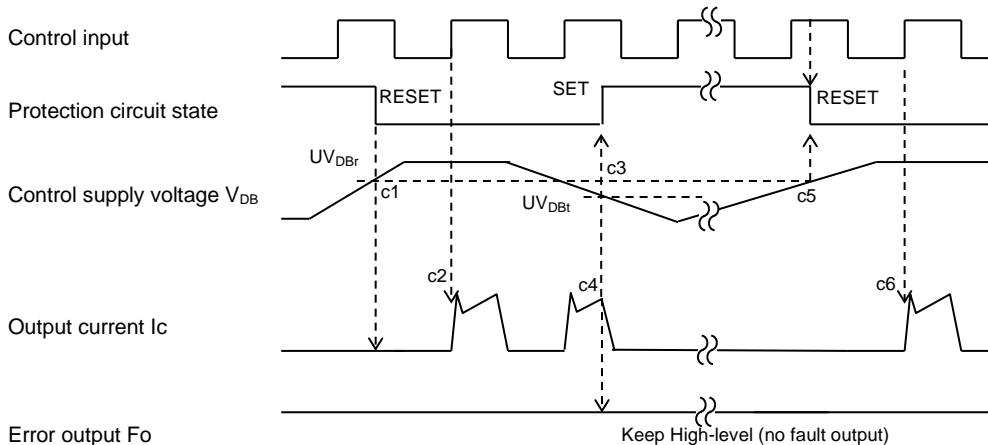 Control input
Protection circuit state
RESET
SET
RESET
UVDBr
Control supply voltage VDB
c1
c3
UVDBt
c5
c2
c4
c6
Output current Ic
Error output Fo
Keep High-level (no fault output)